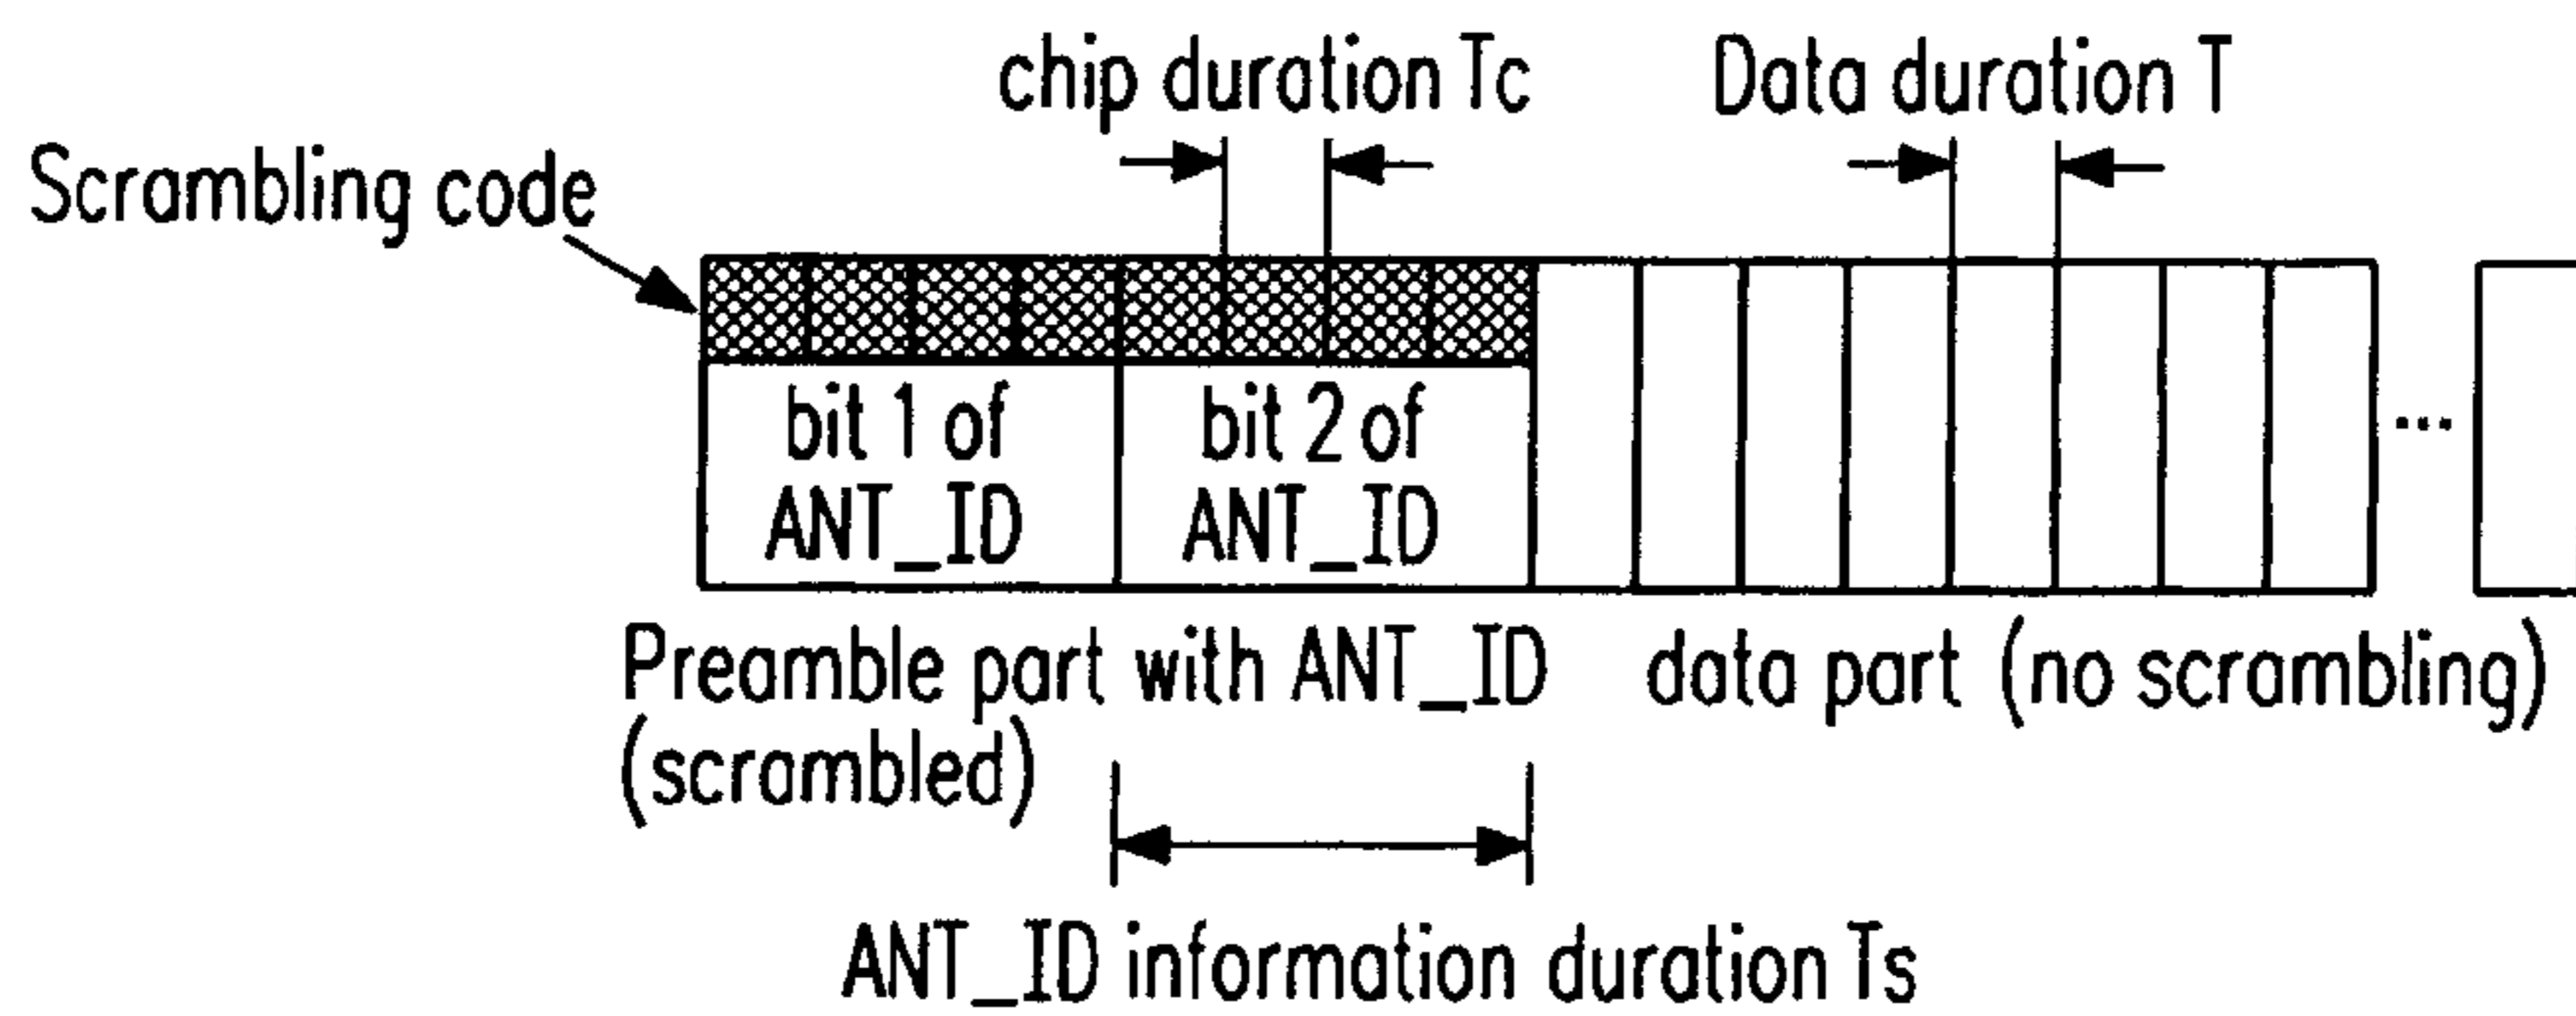 chip duration Tc
Data duration T
Scrambling code
bit 1 of
ANT_ID
bit 2 of
ANT_ID
...
Preamble part with ANT_ID
(scrambled)
data part (no scrambling)
ANT_ID information duration Ts